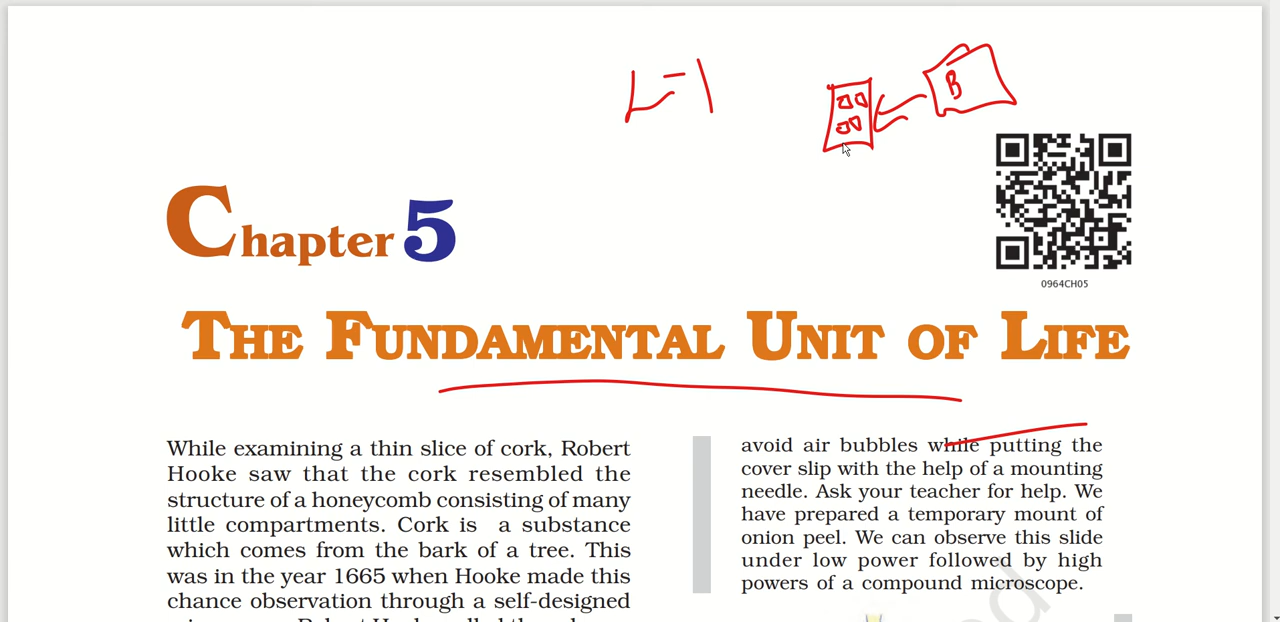 L-1
B
Chapter 5
0964CH05
The Fundamental Unit of Life
While examining a thin slice of cork, Robert
Hooke saw that the cork resembled the
structure of a honeycomb consisting of many
little compartments. Cork is a substance
which comes from the bark of a tree. This
was in the year 1665 when Hooke made this
chance observation through a self-designed
avoid air bubbles while putting the
cover slip with the help of a mounting
needle. Ask your teacher for help. We
have prepared a temporary mount of
onion peel. We can observe this slide
under low power followed by high
powers of a compound microscope.